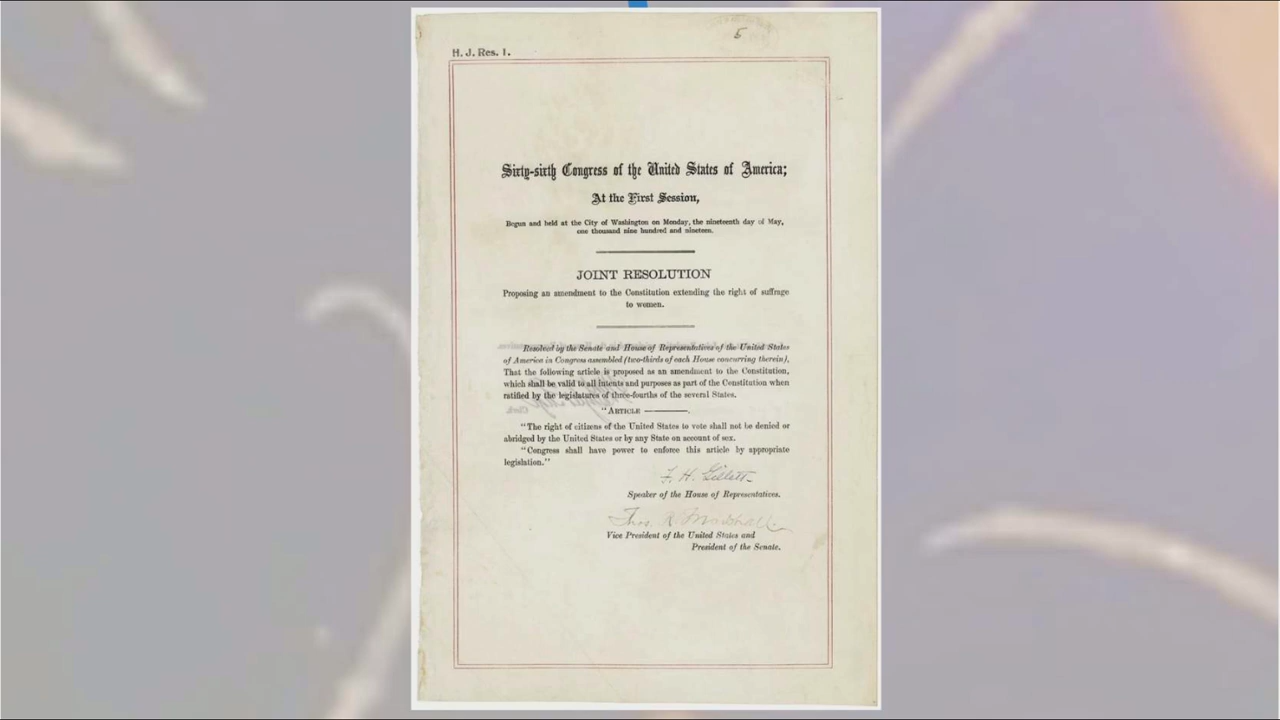 5
H. J. Res. 1.
Sixty-sixth Congress of the United States of America;
At the First Session,
Begun and held at the City of Washington on Monday, the nineteenth day of May,
one thousand nine hundred and nineteen.
JOINT RESOLUTION
Proposing an amendment to the Constitution extending the right of suffrage
to women.
Resolved by the Senate and House of Representatives of the United States
of America in Congress assembled (two-thirds of each House concurring therein),
That the following article is proposed as an amendment to the Constitution,
which shall be valid to all intents and purposes as part of the Constitution when
ratified by the legislatures of three-fourths of the several States.
"ARTICLE ———.
"The right of citizens of the United States to vote shall not be denied or
abridged by the United States or by any State on account of sex.
"Congress shall have power to enforce this article by appropriate
legislation."
F. H. Gillett
Speaker of the House of Representatives.
Thos. R. Marshall
Vice President of the United States and
President of the Senate.